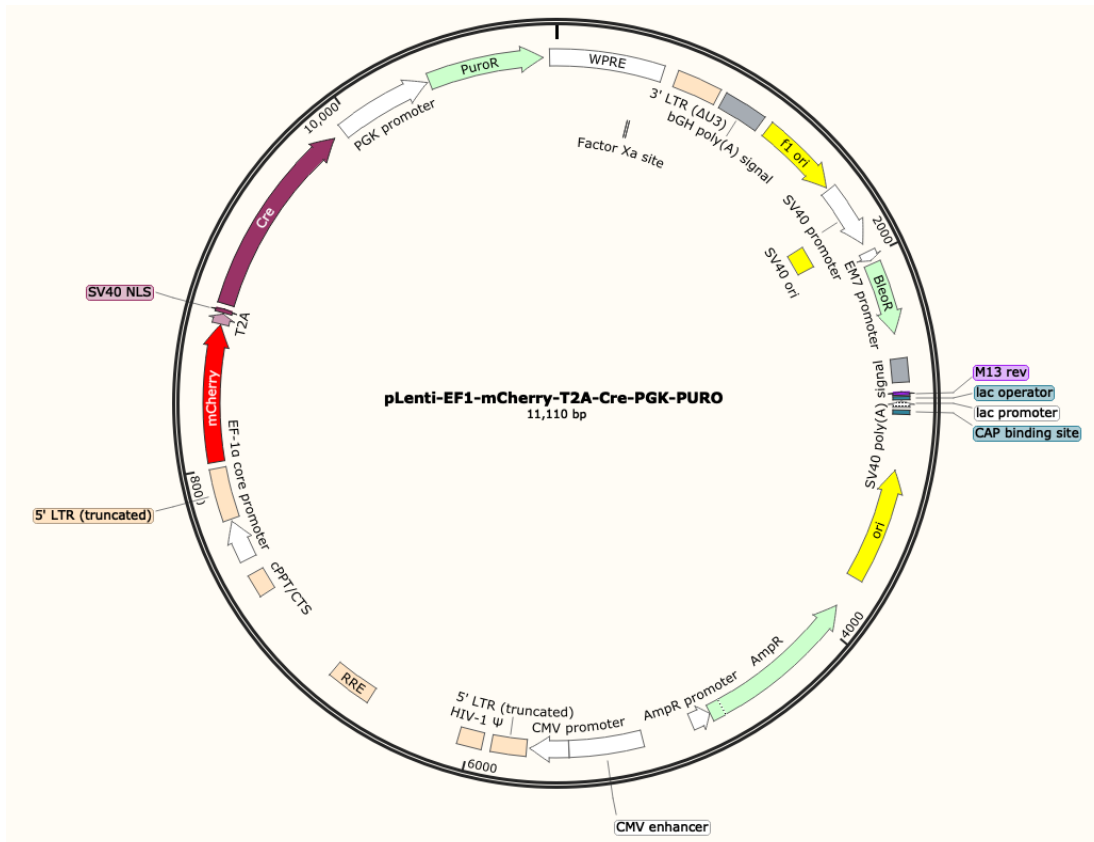 WPRE
3' LTR (ΔU3)
bGH poly(A) signal
Factor Xa site
f1 ori
SV40 promoter
SV40 ori
2000
EM7 promoter
BleoR
SV40 poly(A) signal
M13 rev
lac operator
lac promoter
CAP binding site
ori
4000
AmpR
AmpR promoter
CMV promoter
CMV enhancer
5' LTR (truncated)
HIV-1 Ψ
6000
RRE
cPPT/CTS
EF-1α core promoter
5' LTR (truncated)
mCherry
T2A
SV40 NLS
Cre
10,000
PGK promoter
PuroR
pLenti-EF1-mCherry-T2A-Cre-PGK-PURO
11,110 bp